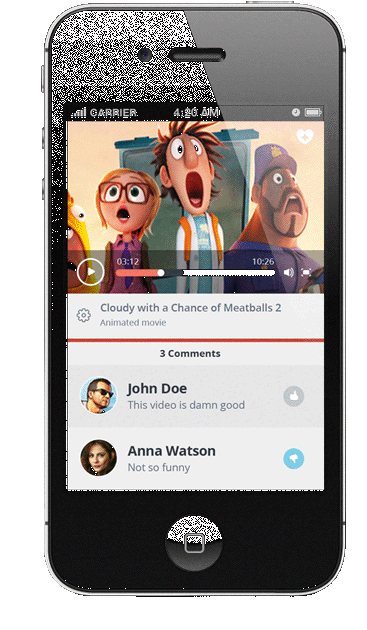 CARRIER
03:12
10:26
Cloudy with a Chance of Meatballs 2
Animated movie
3 Comments
John Doe
This video is damn good
Anna Watson
Not so funny